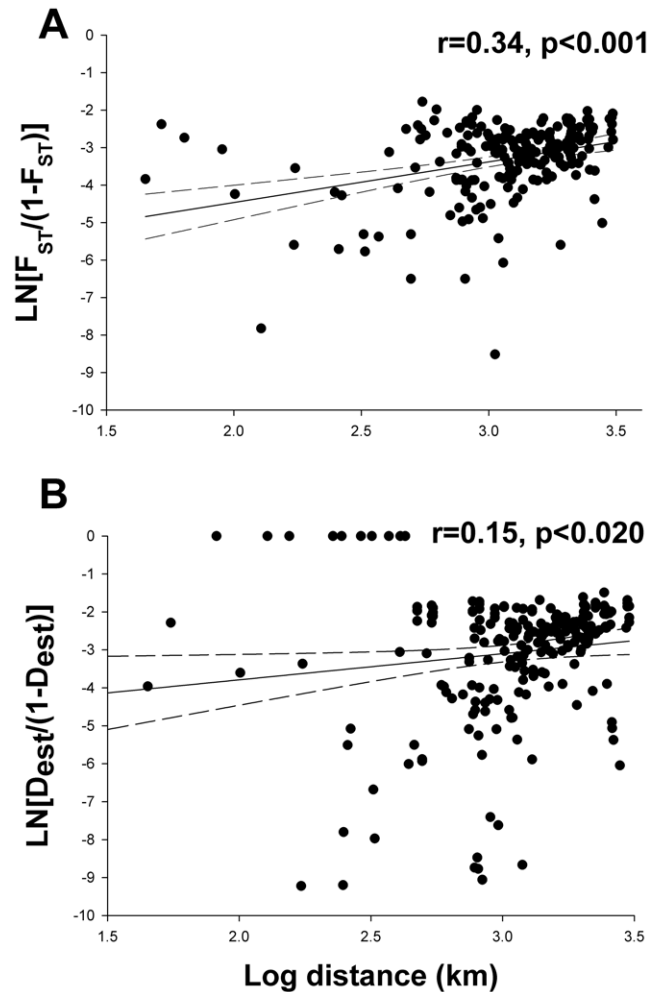 A
r=0.34, p<0.001
LN[F_ST/(1-F_ST)]
0
-1
-2
-3
-4
-5
-6
-7
-8
-9
-10
1.5 2.0 2.5 3.0 3.5
B
r=0.15, p<0.020
LN[Dest/(1-Dest)]
0
-1
-2
-3
-4
-5
-6
-7
-8
-9
-10
1.5 2.0 2.5 3.0 3.5
Log distance (km)